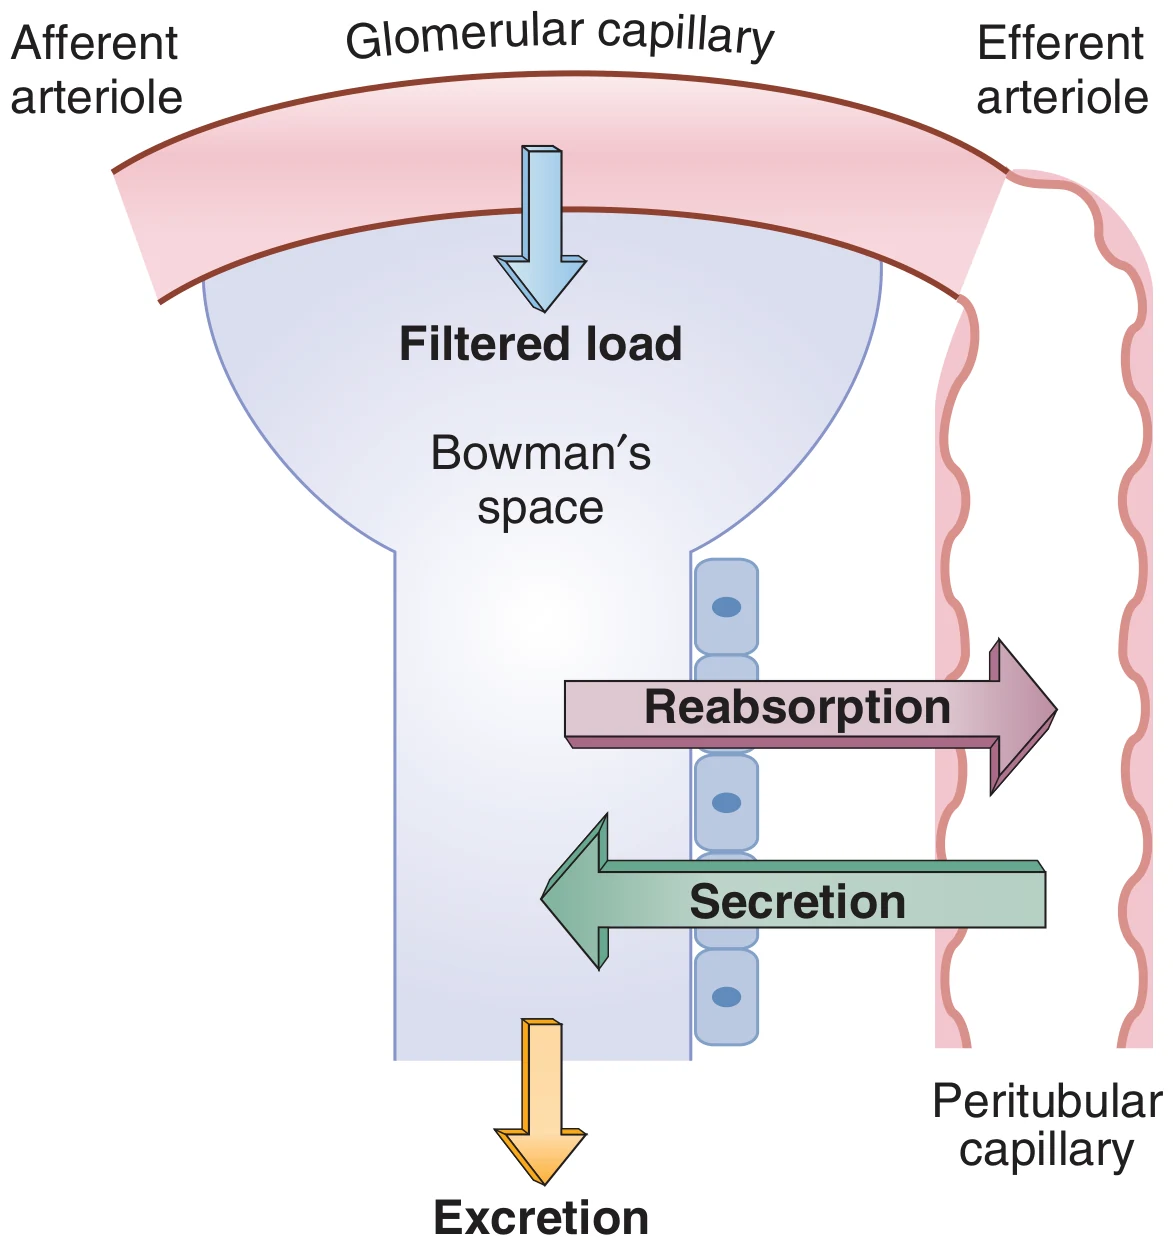 Afferent
arteriole
Glomerular capillary
Efferent
arteriole
Filtered load
Bowman′s
space
Reabsorption
Secretion
Peritubular
capillary
Excretion